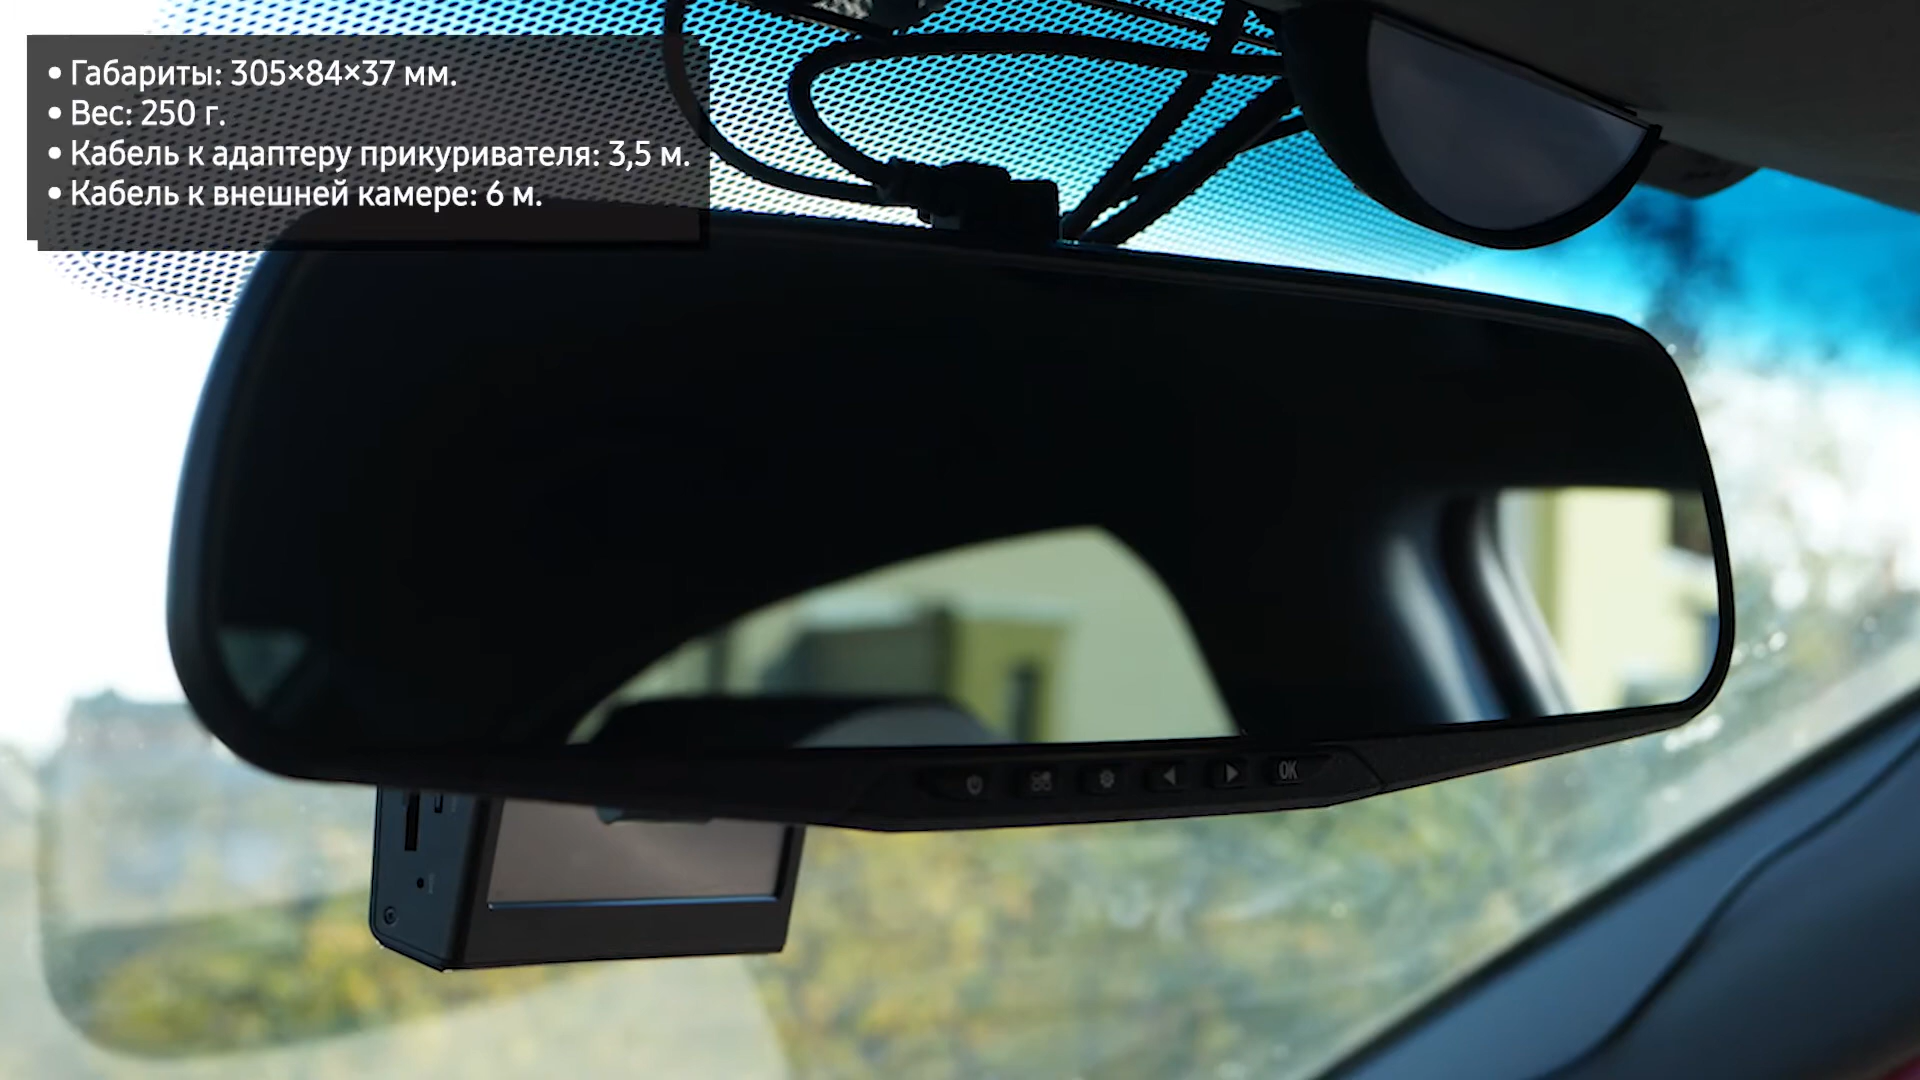 • Габариты: 305×84×37 мм.
• Вес: 250 г.
• Кабель к адаптеру прикуривателя: 3,5 м.
• Кабель к внешней камере: 6 м.
OK